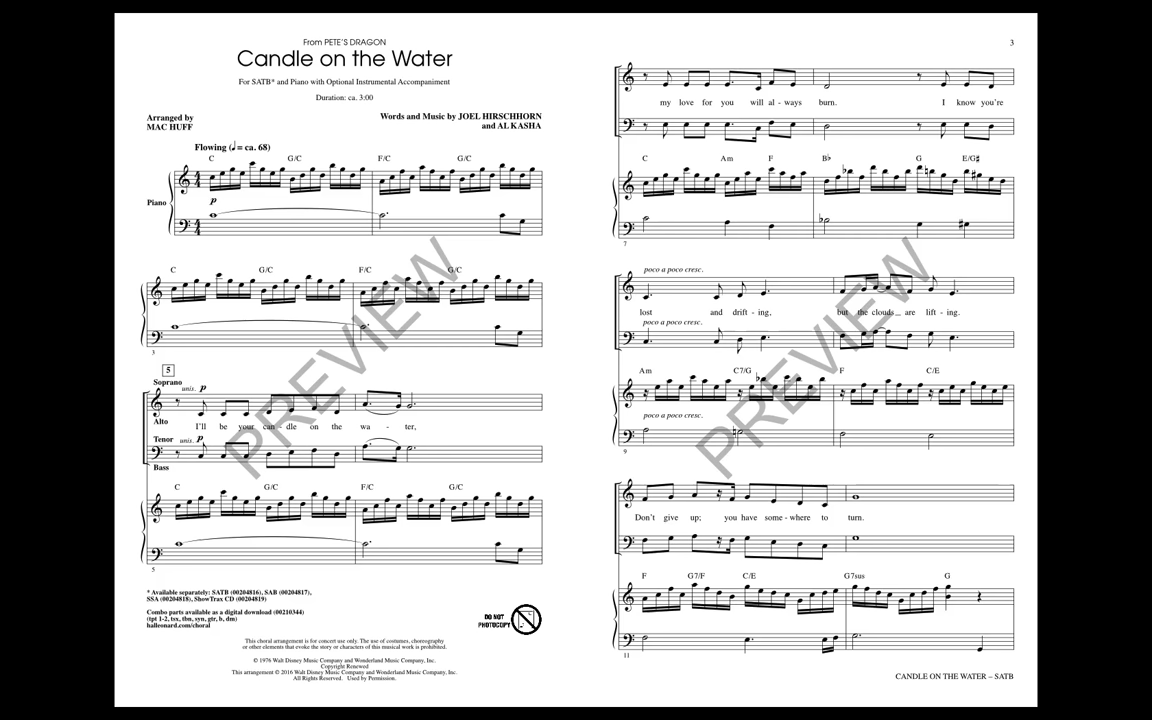 From PETE'S DRAGON
Candle on the Water
For SATB* and Piano with Optional Instrumental Accompaniment
Duration: ca. 3:00
Arranged by
MAC HUFF
Words and Music by JOEL HIRSCHHORN
and AL KASHA
Flowing (♩= ca. 68)
C G/C F/C G/C
Piano
p
C G/C F/C G/C
3
5
Soprano
unis. p
I'll be your can - dle on the wa - ter,
Alto
Tenor unis. p
Bass
C G/C F/C G/C
5
* Available separately: SATB (00204816), SAB (00204817),
SSA (00204818), ShowTrax CD (00204819)
Combo parts available as a digital download (00210344)
(tpt 1-2, tsx, tbn, syn, gtr, b, dm)
halleonard.com/choral
DO NOT
PHOTOCOPY
This choral arrangement is for concert use only. The use of costumes, choreography
or other elements that evoke the story or characters of this musical work is prohibited.
© 1976 Walt Disney Music Company and Wonderland Music Company, Inc.
Copyright Renewed
This arrangement © 2016 Walt Disney Music Company and Wonderland Music Company, Inc.
All Rights Reserved. Used by Permission.
PREVIEW
3
my love for you will al - ways burn. I know you're
C Am F B♭ G E/G♯
7
poco a poco cresc.
lost and drift - ing, but the clouds_ are lift - ing.
poco a poco cresc.
Am C7/G F C/E
poco a poco cresc.
9
Don't give up; you have some - where to turn.
F G7/F C/E G7sus G
11
PREVIEW
CANDLE ON THE WATER – SATB